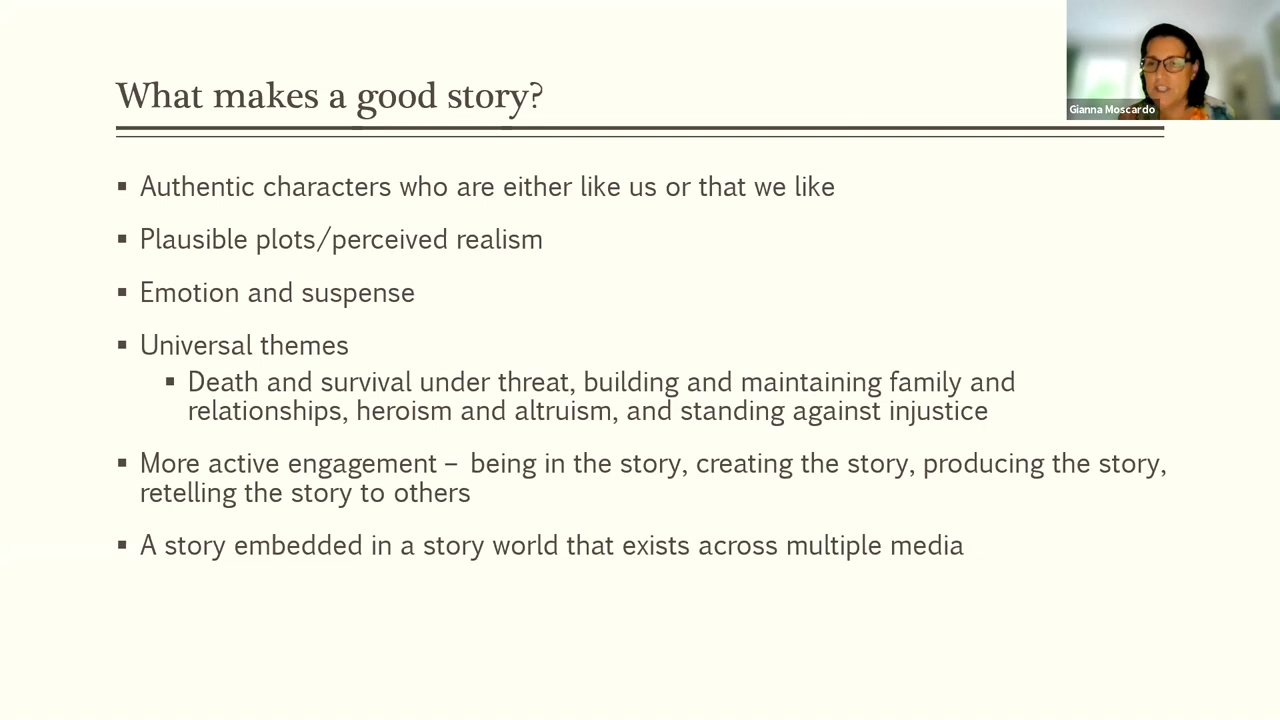 What makes a good story?
Gianna Moscardo
▪ Authentic characters who are either like us or that we like
▪ Plausible plots/perceived realism
▪ Emotion and suspense
▪ Universal themes
▪ Death and survival under threat, building and maintaining family and
relationships, heroism and altruism, and standing against injustice
▪ More active engagement – being in the story, creating the story, producing the story,
retelling the story to others
▪ A story embedded in a story world that exists across multiple media